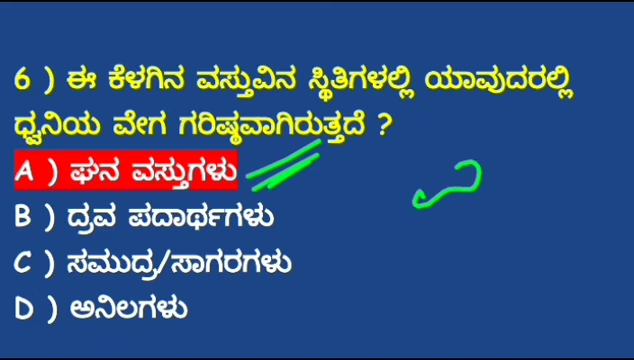 6 ) ಈ ಕೆಳಗಿನ ವಸ್ತುವಿನ ಸ್ಥಿತಿಗಳಲ್ಲಿ ಯಾವುದರಲ್ಲಿ
ಧ್ವನಿಯ ವೇಗ ಗರಿಷ್ಠವಾಗಿರುತ್ತದೆ ?
A ) ಘನ ವಸ್ತುಗಳು
B ) ದ್ರವ ಪದಾರ್ಥಗಳು
C ) ಸಮುದ್ರ/ಸಾಗರಗಳು
D ) ಅನಿಲಗಳು